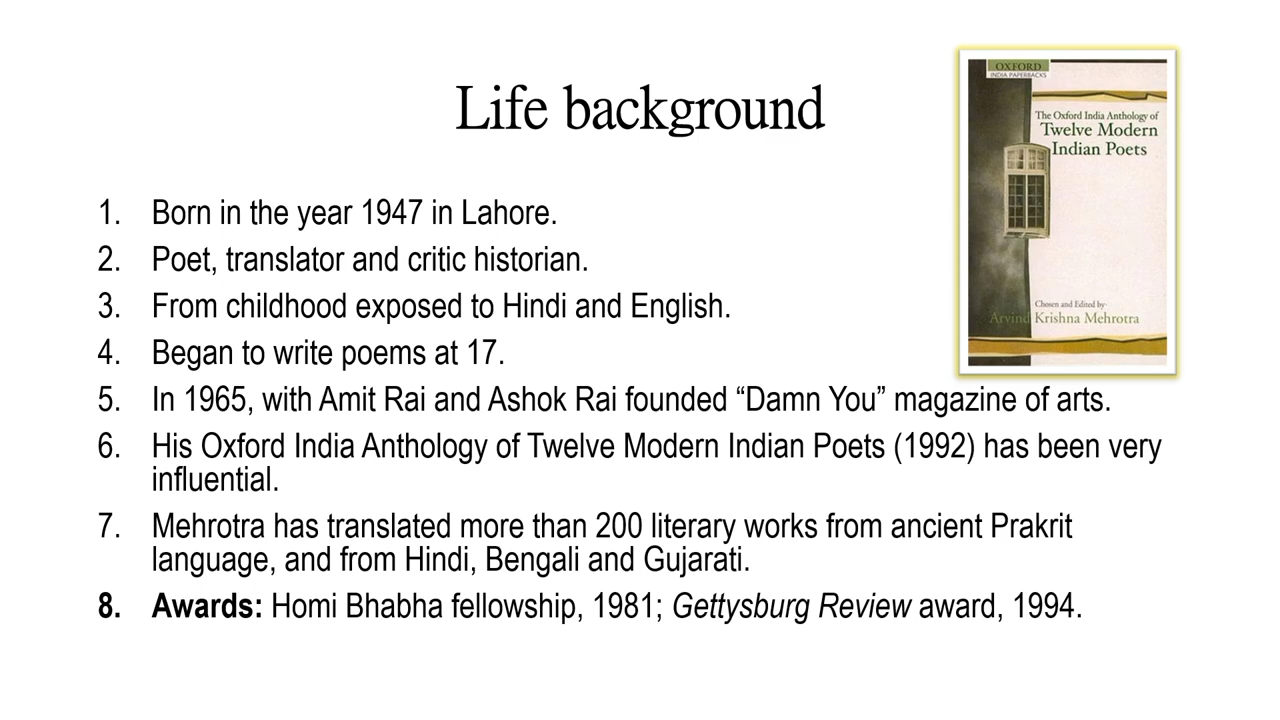 Life background
OXFORD
INDIA PAPERBACKS
The Oxford India Anthology of
Twelve Modern
Indian Poets
Chosen and Edited by
Arvind Krishna Mehrotra
1. Born in the year 1947 in Lahore.
2. Poet, translator and critic historian.
3. From childhood exposed to Hindi and English.
4. Began to write poems at 17.
5. In 1965, with Amit Rai and Ashok Rai founded “Damn You” magazine of arts.
6. His Oxford India Anthology of Twelve Modern Indian Poets (1992) has been very
influential.
7. Mehrotra has translated more than 200 literary works from ancient Prakrit
language, and from Hindi, Bengali and Gujarati.
8. Awards: Homi Bhabha fellowship, 1981; Gettysburg Review award, 1994.